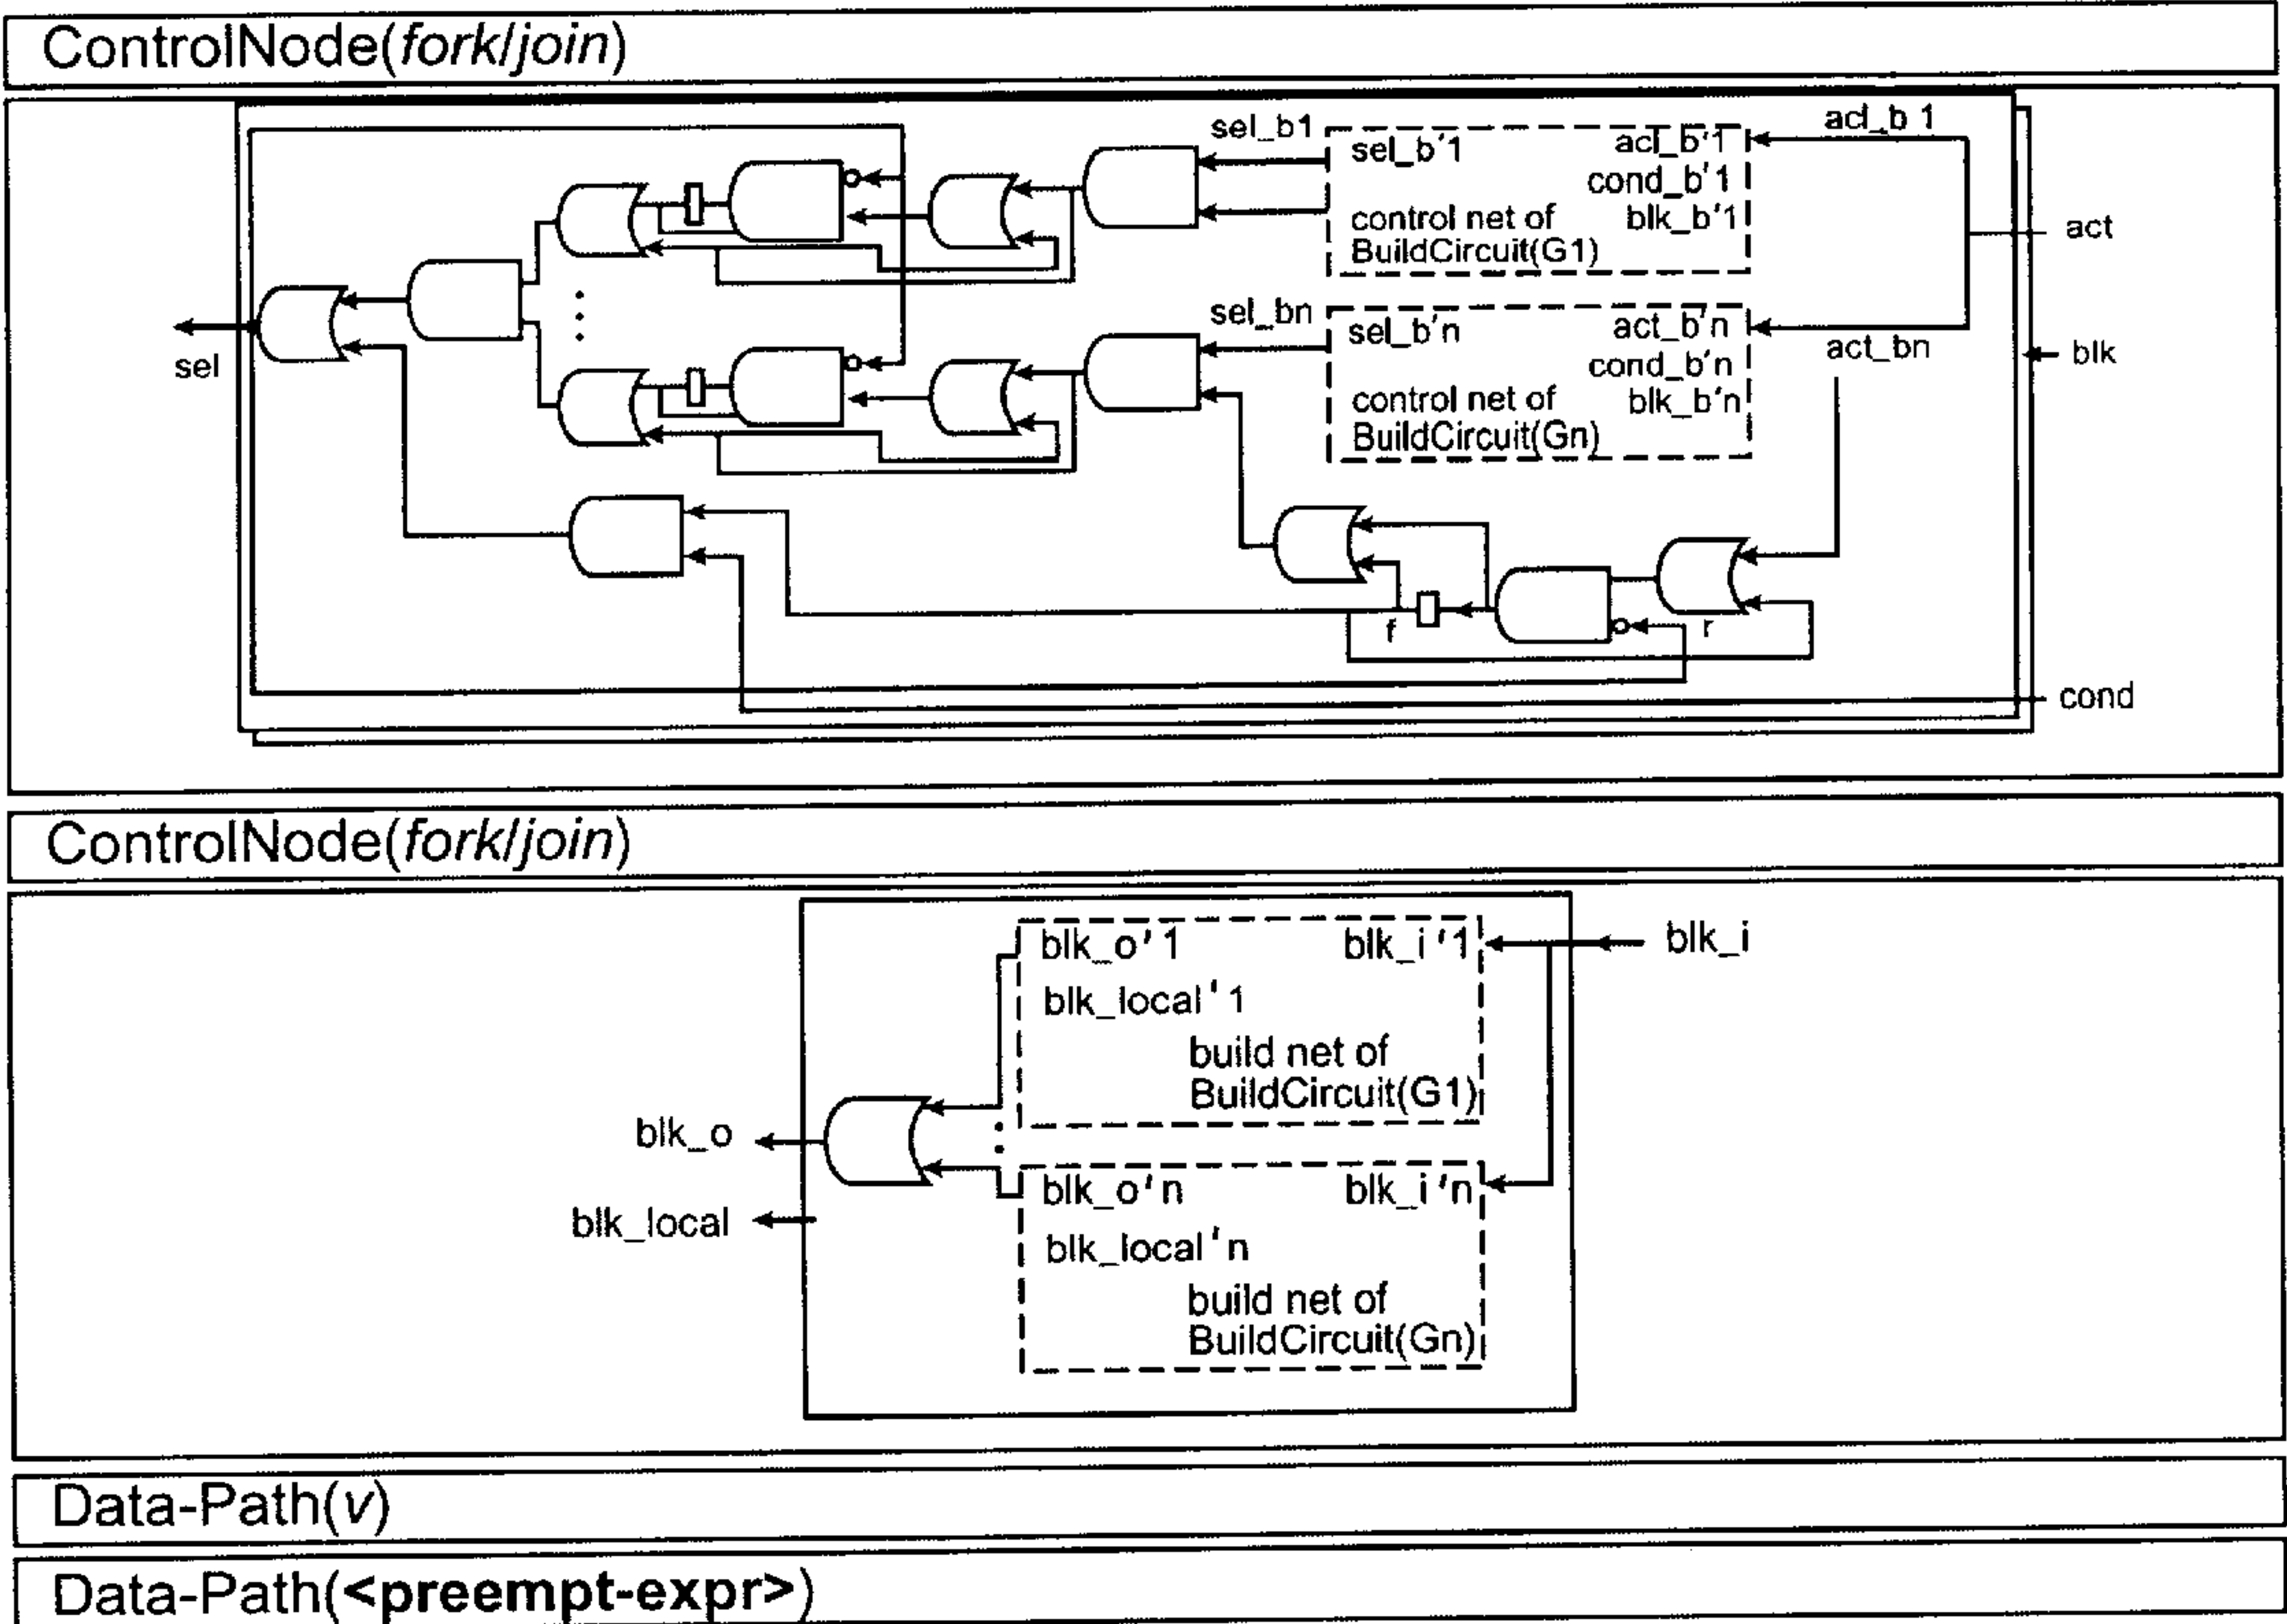 ControlNode(fork/join)
sel_b1
acl_b 1
sel_b'1
acl_b'1
cond_b'1
control net of
blk_b'1
BuildCircuit(G1)
act
sel_bn
sel_b'n
act_b'n
act_bn
blk
sel
cond_b'n
control net of
blk_b'n
BuildCircuit(Gn)
f
r
cond
ControlNode(fork/join)
blk_o'1
blk_i'1
blk_i
blk_local'1
build net of
BuildCircuit(G1)
blk_o
blk_o'n
blk_i'n
blk_local
blk_local'n
build net of
BuildCircuit(Gn)
Data-Path(v)
Data-Path(<preempt-expr>)